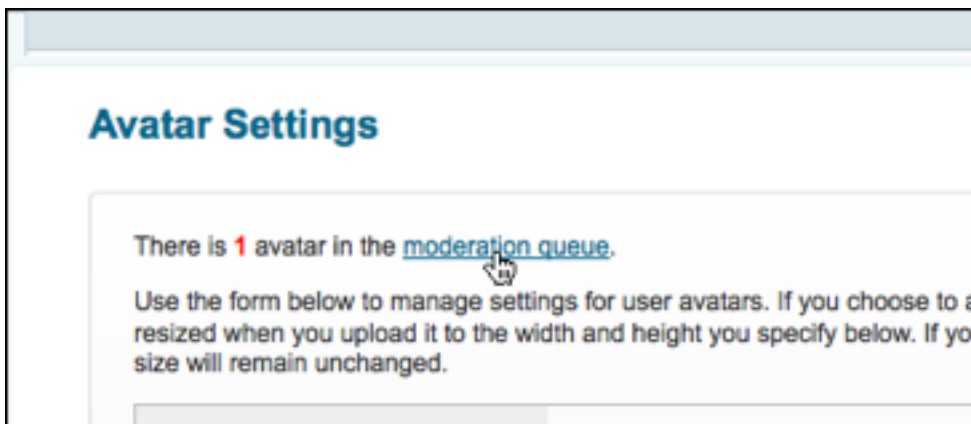 Avatar Settings
There is 1 avatar in the moderation queue.
Use the form below to manage settings for user avatars. If you choose to
resized when you upload it to the width and height you specify below. If
size will remain unchanged.